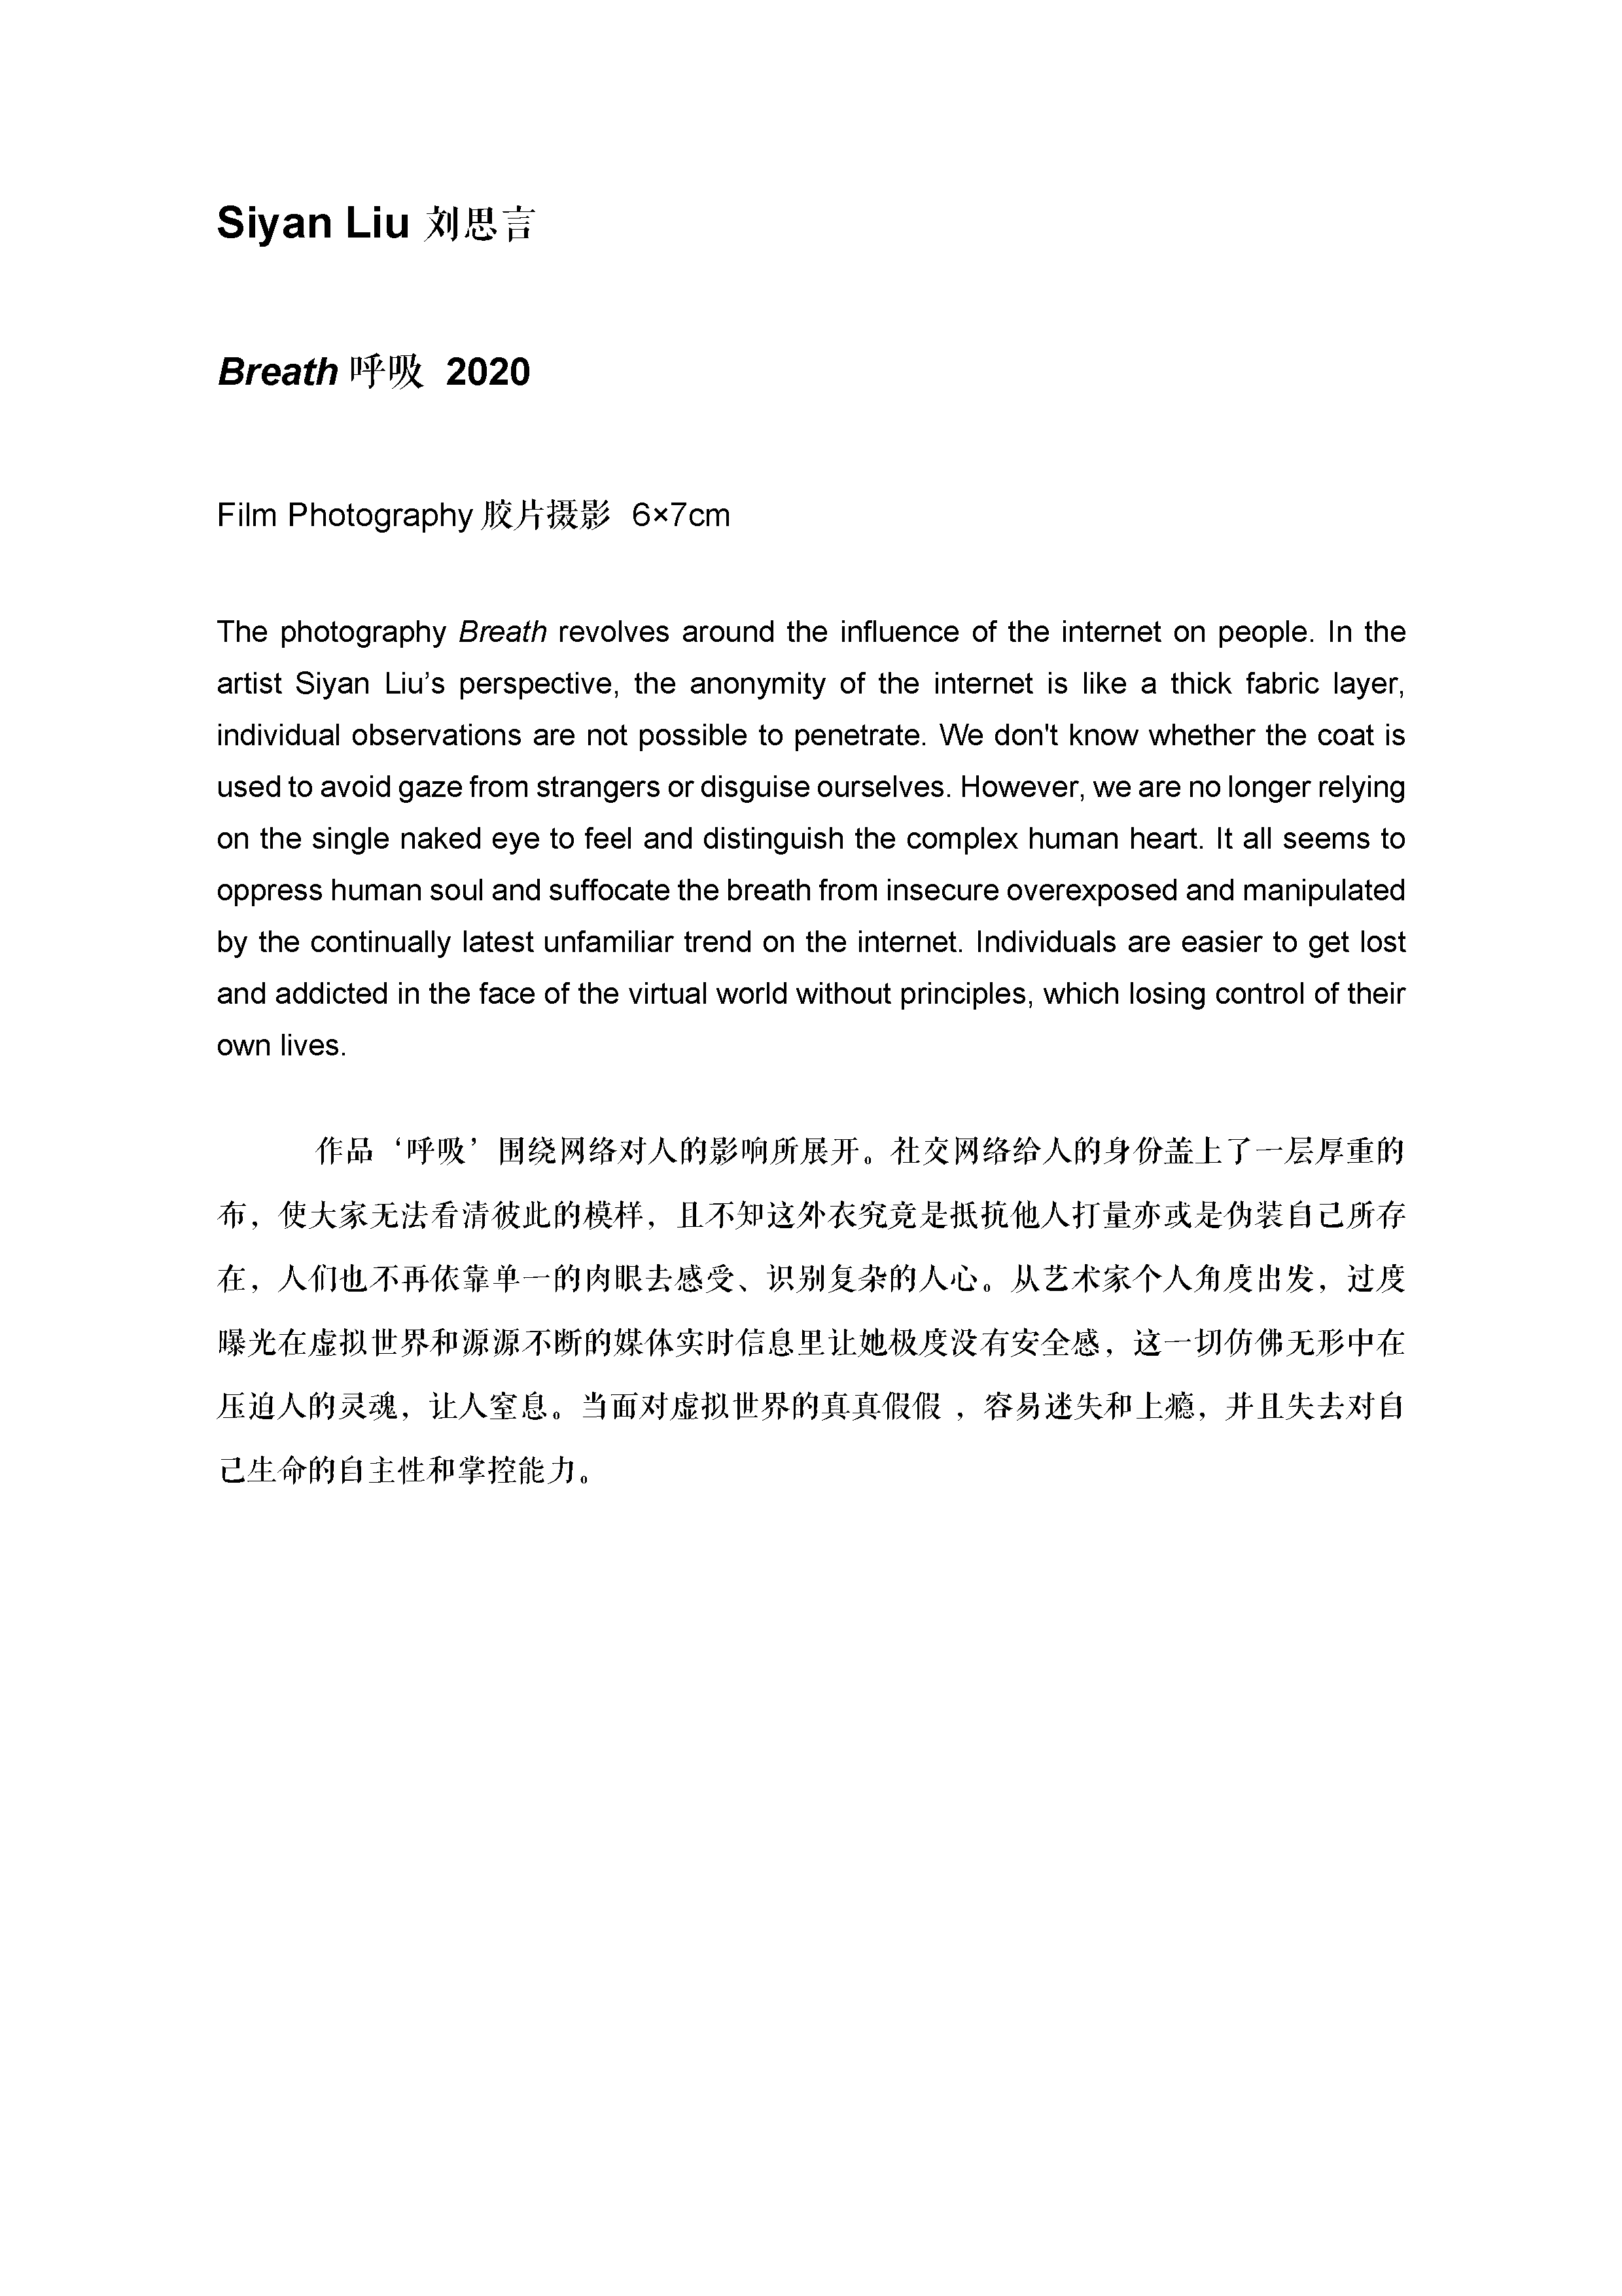 Siyan Liu 刘思言
Breath 呼吸 2020
Film Photography 胶片摄影 6×7cm
The photography Breath revolves around the influence of the internet on people. In the
artist Siyan Liu’s perspective, the anonymity of the internet is like a thick fabric layer,
individual observations are not possible to penetrate. We don't know whether the coat is
used to avoid gaze from strangers or disguise ourselves. However, we are no longer relying
on the single naked eye to feel and distinguish the complex human heart. It all seems to
oppress human soul and suffocate the breath from insecure overexposed and manipulated
by the continually latest unfamiliar trend on the internet. Individuals are easier to get lost
and addicted in the face of the virtual world without principles, which losing control of their
own lives.
作品‘呼吸’围绕网络对人的影响所展开。社交网络给人的身份盖上了一层厚重的
布，使大家无法看清彼此的模样，且不知这外衣究竟是抵抗他人打量亦或是伪装自己所存
在，人们也不再依靠单一的肉眼去感受、识别复杂的人心。从艺术家个人角度出发，过度
曝光在虚拟世界和源源不断的媒体实时信息里让她极度没有安全感，这一切仿佛无形中在
压迫人的灵魂，让人窒息。当面对虚拟世界的真真假假 ，容易迷失和上瘾，并且失去对自
己生命的自主性和掌控能力。